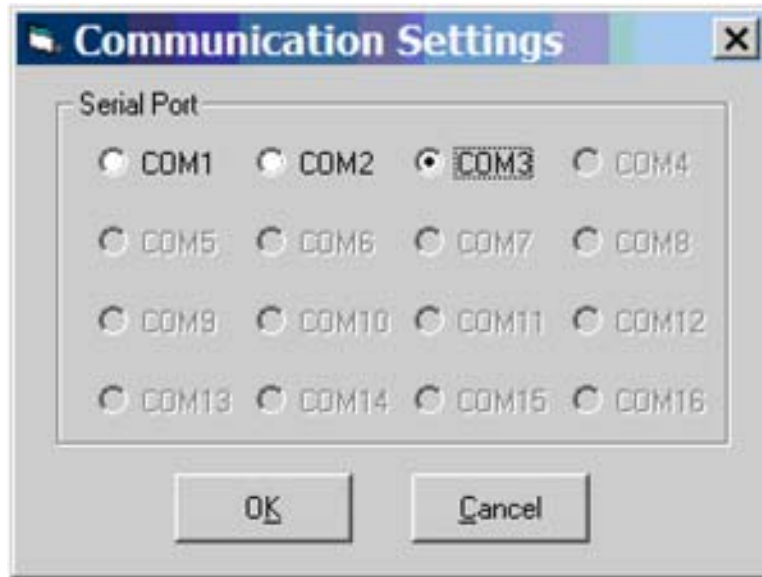 Communication Settings
Serial Port
COM1 COM2 COM3 COM4
COM5 COM6 COM7 COM8
COM9 COM10 COM11 COM12
COM13 COM14 COM15 COM16
OK Cancel